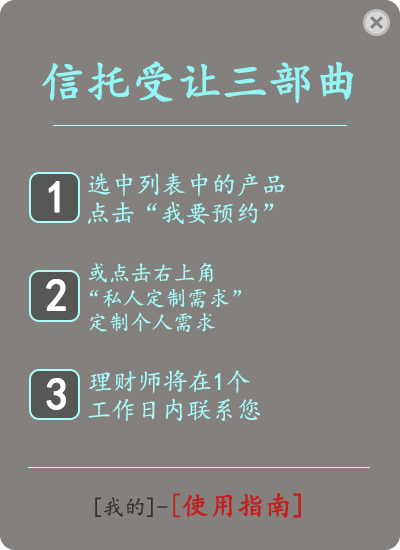 信托受让三部曲
1
选中列表中的产品
点击“我要预约”
2
或点击右上角
“私人定制需求”
定制个人需求
3
理财师将在1个
工作日内联系您
[我的]-[使用指南]